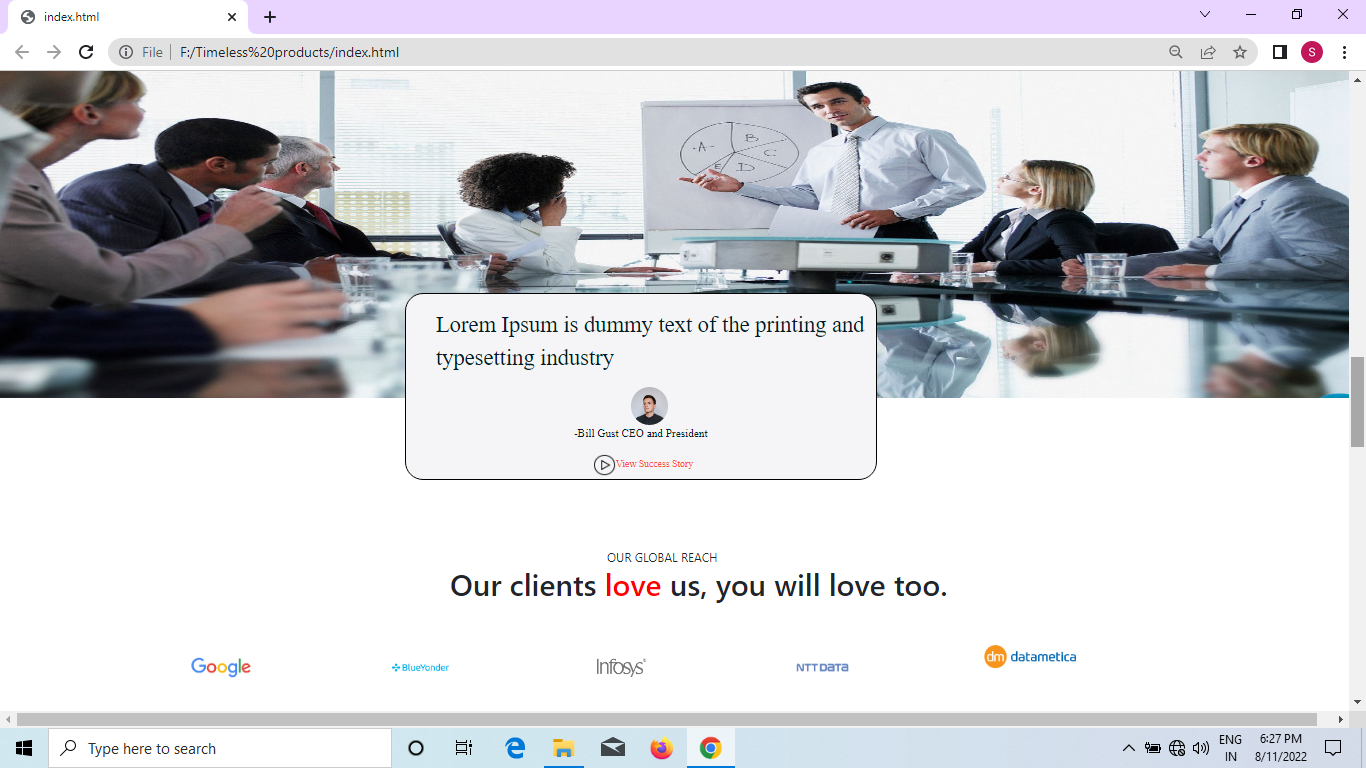 index.html
File
F:/Timeless%20products/index.html
S
A
B
C
D
E
Lorem Ipsum is dummy text of the printing and
typesetting industry
-Bill Gust CEO and President
View Success Story
OUR GLOBAL REACH
Our clients love us, you will love too.
Google
BlueYonder
Infosys®
NTT DATA
dm datametica
Type here to search
ENG
IN
6:27 PM
8/11/2022